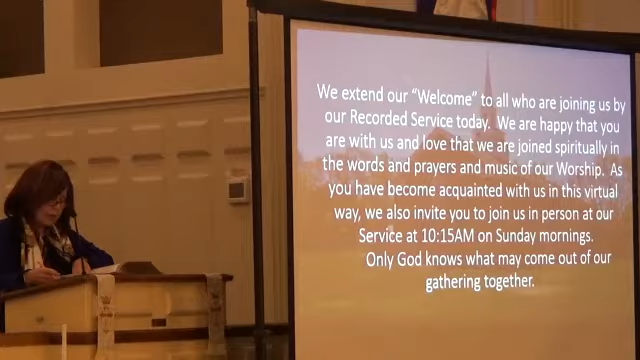 We extend our “Welcome” to all who are joining us by
our Recorded Service today.  We are happy that you
are with us and love that we are joined spiritually in
the words and prayers and music of our Worship.  As
you have become acquainted with us in this virtual
way, we also invite you to join us in person at our
Service at 10:15AM on Sunday mornings.
Only God knows what may come out of our
gathering together.